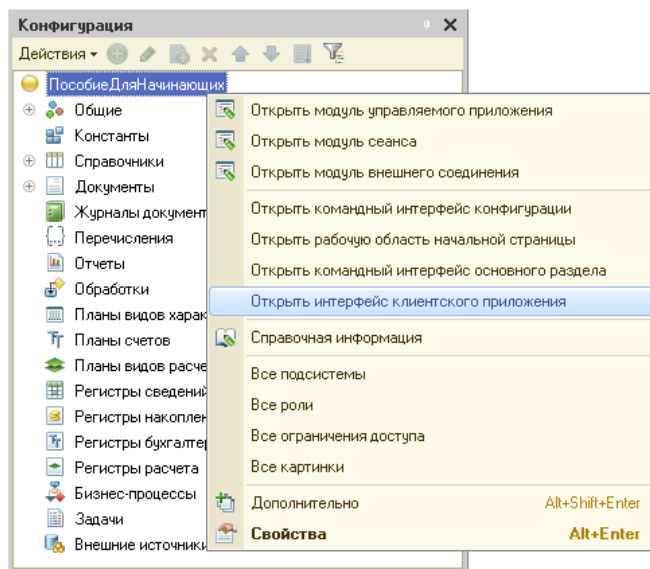 Конфигурация
Действия
ПособиеДляНачинающих
Общие
Константы
Справочники
Документы
Журналы документ
Перечисления
Отчеты
Обработки
Планы видов харак
Планы счетов
Планы видов расче
Регистры сведений
Регистры накоплен
Регистры бухгалтер
Регистры расчета
Бизнес-процессы
Задачи
Внешние источники
Открыть модуль управляемого приложения
Открыть модуль сеанса
Открыть модуль внешнего соединения
Открыть командный интерфейс конфигурации
Открыть рабочую область начальной страницы
Открыть командный интерфейс основного раздела
Открыть интерфейс клиентского приложения
Справочная информация
Все подсистемы
Все роли
Все ограничения доступа
Все картинки
Дополнительно Alt+Shift+Enter
Свойства Alt+Enter